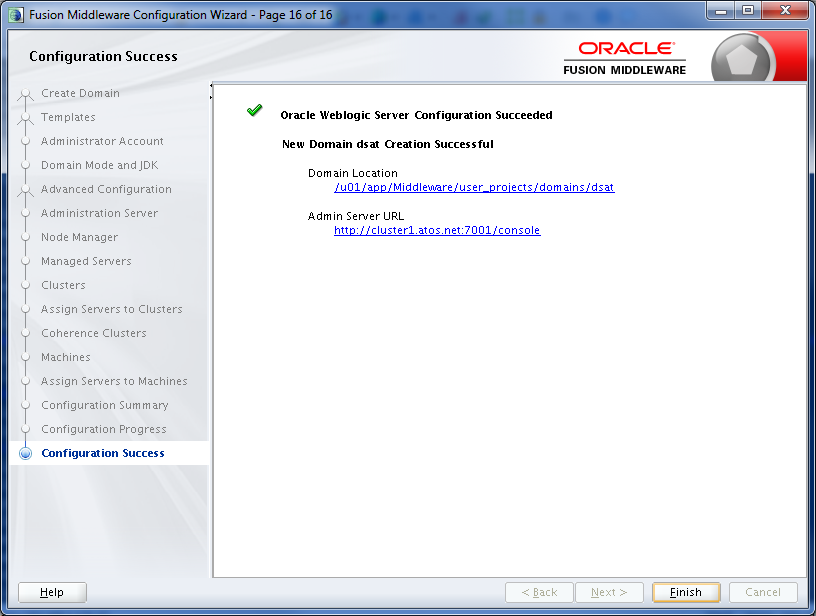 Fusion Middleware Configuration Wizard - Page 16 of 16
Configuration Success
ORACLE
FUSION MIDDLEWARE
Create Domain
Templates
Administrator Account
Domain Mode and JDK
Advanced Configuration
Administration Server
Node Manager
Managed Servers
Clusters
Assign Servers to Clusters
Coherence Clusters
Machines
Assign Servers to Machines
Configuration Summary
Configuration Progress
Configuration Success
Oracle Weblogic Server Configuration Succeeded
New Domain dsat Creation Successful
Domain Location
/u01/app/Middleware/user_projects/domains/dsat
Admin Server URL
http://cluster1.atos.net:7001/console
Help
< Back
Next >
Finish
Cancel